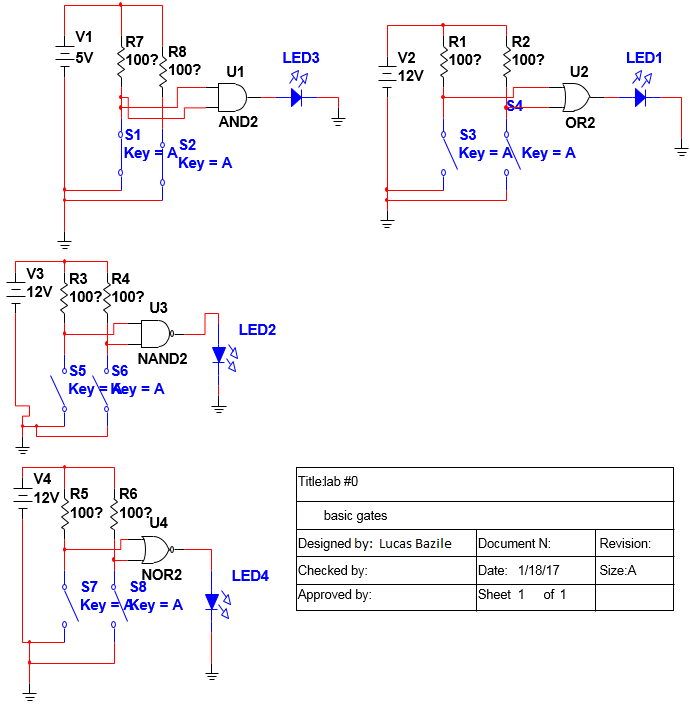 V1
5V
R7
100?
R8
100?
U1
AND2
LED3
S1
Key = A
S2
Key = A
V2
12V
R1
100?
R2
100?
U2
OR2
LED1
S3
Key = A
S4
Key = A
V3
12V
R3
100?
R4
100?
U3
NAND2
LED2
S5
Key = A
S6
Key = A
V4
12V
R5
100?
R6
100?
U4
NOR2
LED4
S7
Key = A
S8
Key = A
Title:lab #0
basic gates
Designed by: Lucas Bazile Document N: Revision:
Checked by: Date: 1/18/17 Size:A
Approved by: Sheet 1 of 1